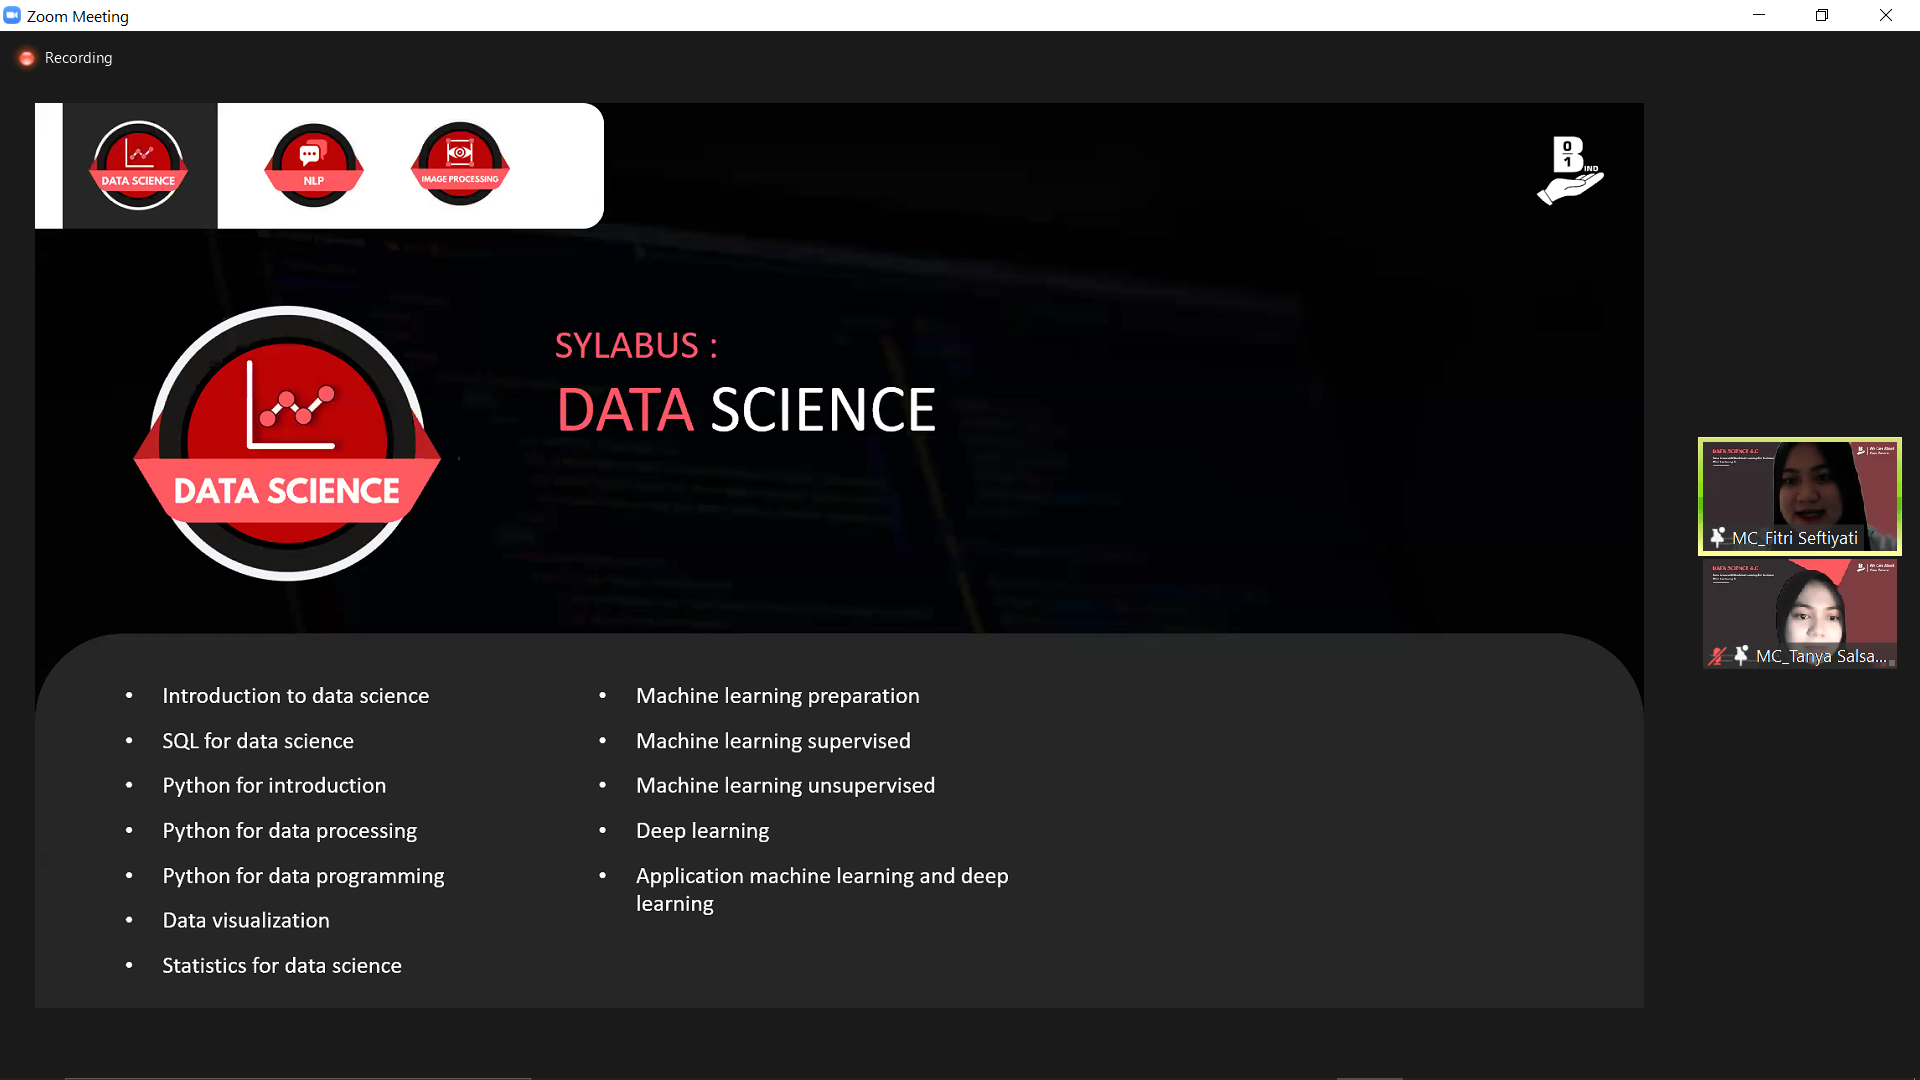 Zoom Meeting
Recording
DATA SCIENCE
NLP
IMAGE PROCESSING
B
0
1
IND
SYLABUS :
DATA SCIENCE
DATA SCIENCE
Introduction to data science
SQL for data science
Python for introduction
Python for data processing
Python for data programming
Data visualization
Statistics for data science
Machine learning preparation
Machine learning supervised
Machine learning unsupervised
Deep learning
Application machine learning and deep
learning
MC_Fitri Seftiyati
MC_Tanya Salsa...